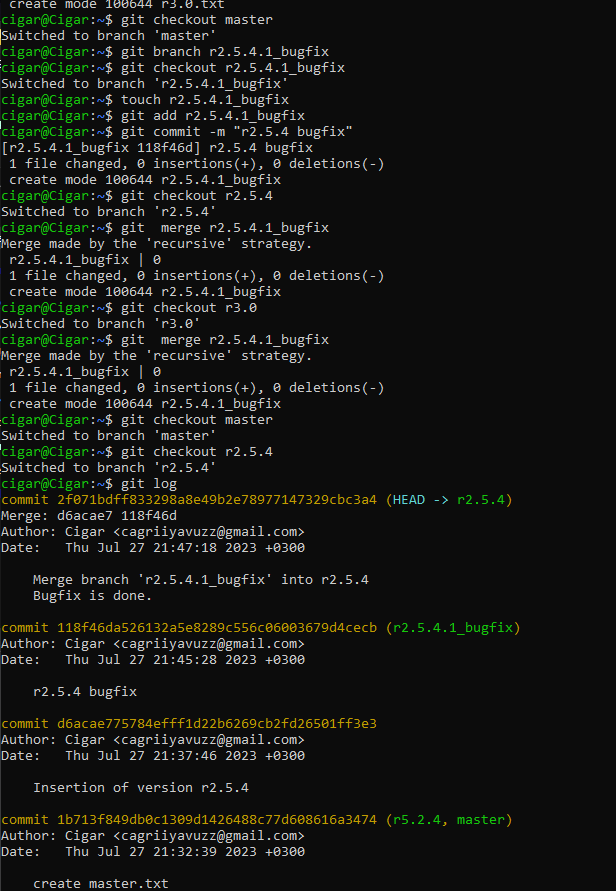 create mode 100644 r3.0.txt
cigar@Cigar:~$ git checkout master
Switched to branch 'master'
cigar@Cigar:~$ git branch r2.5.4.1_bugfix
cigar@Cigar:~$ git checkout r2.5.4.1_bugfix
Switched to branch 'r2.5.4.1_bugfix'
cigar@Cigar:~$ touch r2.5.4.1_bugfix
cigar@Cigar:~$ git add r2.5.4.1_bugfix
cigar@Cigar:~$ git commit -m "r2.5.4 bugfix"
[r2.5.4.1_bugfix 118f46d] r2.5.4 bugfix
 1 file changed, 0 insertions(+), 0 deletions(-)
 create mode 100644 r2.5.4.1_bugfix
cigar@Cigar:~$ git checkout r2.5.4
Switched to branch 'r2.5.4'
cigar@Cigar:~$ git  merge r2.5.4.1_bugfix
Merge made by the 'recursive' strategy.
 r2.5.4.1_bugfix | 0
 1 file changed, 0 insertions(+), 0 deletions(-)
 create mode 100644 r2.5.4.1_bugfix
cigar@Cigar:~$ git checkout r3.0
Switched to branch 'r3.0'
cigar@Cigar:~$ git  merge r2.5.4.1_bugfix
Merge made by the 'recursive' strategy.
 r2.5.4.1_bugfix | 0
 1 file changed, 0 insertions(+), 0 deletions(-)
 create mode 100644 r2.5.4.1_bugfix
cigar@Cigar:~$ git checkout master
Switched to branch 'master'
cigar@Cigar:~$ git checkout r2.5.4
Switched to branch 'r2.5.4'
cigar@Cigar:~$ git log
commit 2f071bdff833298a8e49b2e78977147329cbc3a4 (HEAD -> r2.5.4)
Merge: d6acae7 118f46d
Author: Cigar <cagriiyavuzz@gmail.com>
Date:   Thu Jul 27 21:47:18 2023 +0300
    Merge branch 'r2.5.4.1_bugfix' into r2.5.4
    Bugfix is done.
commit 118f46da526132a5e8289c556c06003679d4cecb (r2.5.4.1_bugfix)
Author: Cigar <cagriiyavuzz@gmail.com>
Date:   Thu Jul 27 21:45:28 2023 +0300
    r2.5.4 bugfix
commit d6acae775784efff1d22b6269cb2fd26501ff3e3
Author: Cigar <cagriiyavuzz@gmail.com>
Date:   Thu Jul 27 21:37:46 2023 +0300
    Insertion of version r2.5.4
commit 1b713f849db0c1309d1426488c77d608616a3474 (r5.2.4, master)
Author: Cigar <cagriiyavuzz@gmail.com>
Date:   Thu Jul 27 21:32:39 2023 +0300
    create master.txt